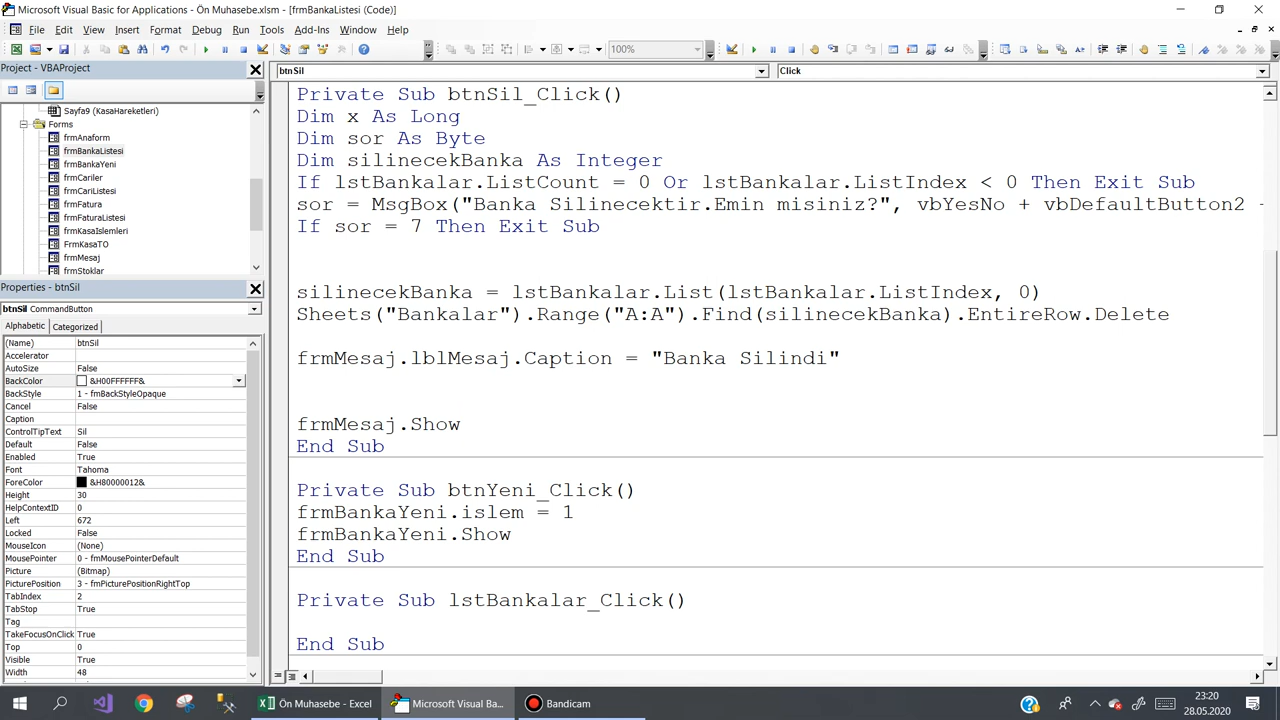 Microsoft Visual Basic for Applications - Ön Muhasebe.xlsm - [frmBankaListesi (Code)]
File Edit View Insert Format Debug Run Tools Add-Ins Window Help
100%
Project - VBAProject
Sayfa9 (KasaHareketleri)
Forms
frmAnaform
frmBankaListesi
frmBankaYeni
frmCariler
frmCariListesi
frmFatura
frmFaturaListesi
frmKasaIslemleri
FrmKasaTO
frmMesaj
frmStoklar
Properties - btnSil
btnSil CommandButton
Alphabetic Categorized
(Name) btnSil
Accelerator
AutoSize False
BackColor &H00FFFFFF&
BackStyle 1 - fmBackStyleOpaque
Cancel False
Caption
ControlTipText Sil
Default False
Enabled True
Font Tahoma
ForeColor &H80000012&
Height 30
HelpContextID 0
Left 672
Locked False
MouseIcon (None)
MousePointer 0 - fmMousePointerDefault
Picture (Bitmap)
PicturePosition 3 - fmPicturePositionRightTop
TabIndex 2
TabStop True
Tag
TakeFocusOnClick True
Top 0
Visible True
Width 48
btnSil Click
Private Sub btnSil_Click()
Dim x As Long
Dim sor As Byte
Dim silinecekBanka As Integer
If lstBankalar.ListCount = 0 Or lstBankalar.ListIndex < 0 Then Exit Sub
sor = MsgBox("Banka Silinecektir.Emin misiniz?", vbYesNo + vbDefaultButton2
If sor = 7 Then Exit Sub
silinecekBanka = lstBankalar.List(lstBankalar.ListIndex, 0)
Sheets("Bankalar").Range("A:A").Find(silinecekBanka).EntireRow.Delete
frmMesaj.lblMesaj.Caption = "Banka Silindi"
frmMesaj.Show
End Sub
Private Sub btnYeni_Click()
frmBankaYeni.islem = 1
frmBankaYeni.Show
End Sub
Private Sub lstBankalar_Click()
End Sub
Ön Muhasebe - Excel
Microsoft Visual Ba...
Bandicam
23:20
28.05.2020